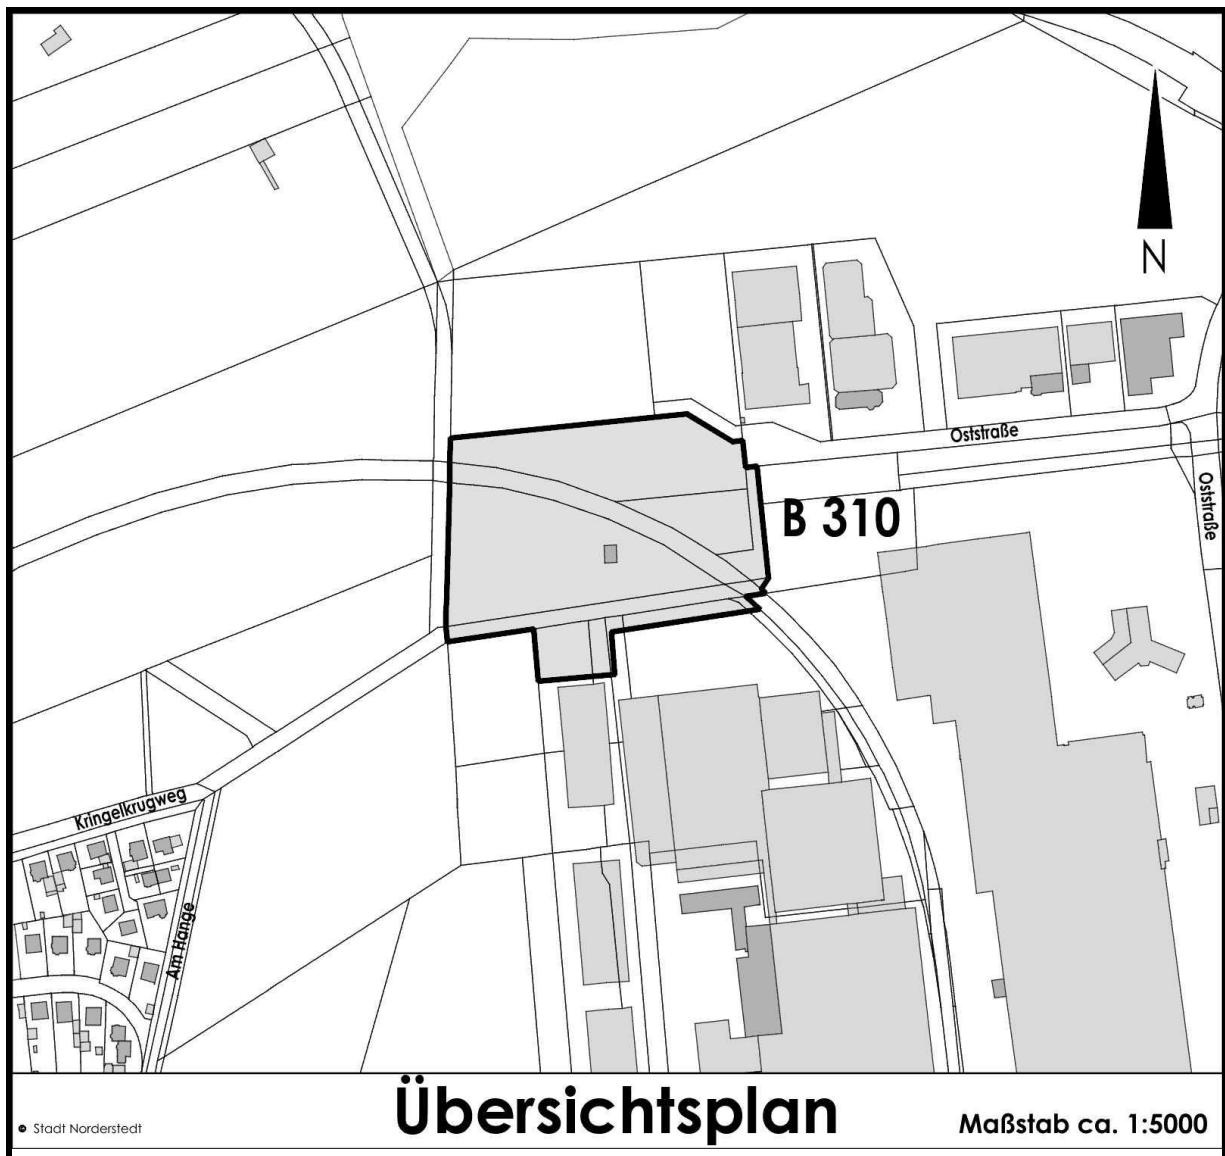 N
Oststraße
Oststraße
B 310
Kringelkrugweg
Am Hange
Übersichtsplan
© Stadt Norderstedt
Maßstab ca. 1:5000